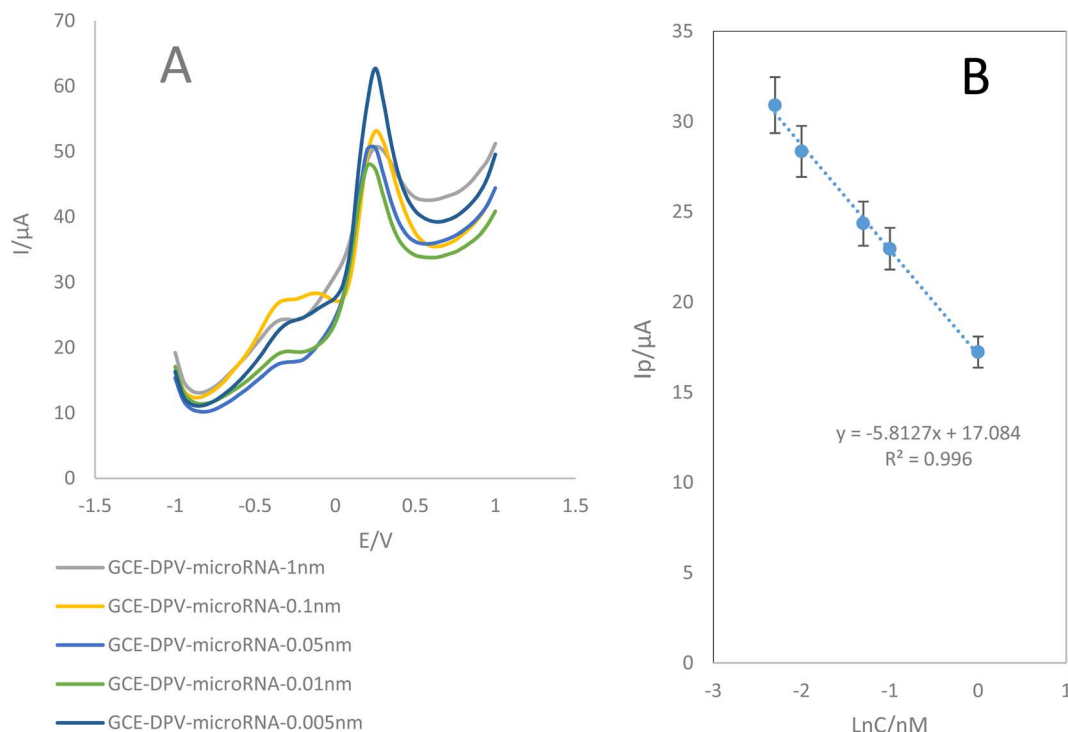 A
70
60
50
40
30
20
10
0
I/μA
-1.5
-1
-0.5
0
0.5
1
1.5
E/V
GCE-DPV-microRNA-1nm
GCE-DPV-microRNA-0.1nm
GCE-DPV-microRNA-0.05nm
GCE-DPV-microRNA-0.01nm
GCE-DPV-microRNA-0.005nm
B
35
30
25
20
15
10
5
0
Ip/μA
y = -5.8127x + 17.084
R² = 0.996
-3
-2
-1
0
1
LnC/nM